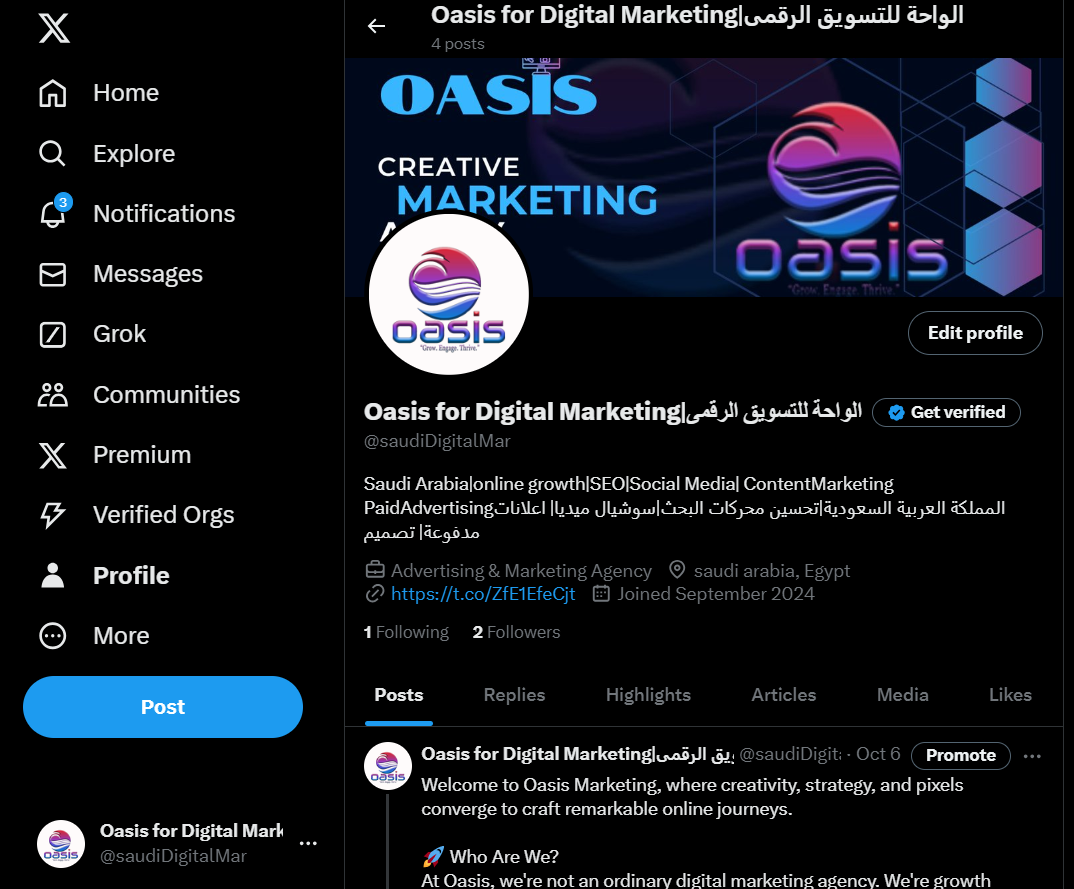 Home
Explore
3
Notifications
Messages
Grok
Communities
Premium
Verified Orgs
Profile
More
Post
Oasis for Digital Mark
@saudiDigitalMar
Oasis for Digital Marketing|الواحة للتسويق الرقمى
4 posts
OASIS
CREATIVE
MARKETING
oasis
"Grow. Engage. Thrive."
oasis
"Grow. Engage. Thrive."
Edit profile
Oasis for Digital Marketing|الواحة للتسويق الرقمى
Get verified
@saudiDigitalMar
Saudi Arabia|online growth|SEO|Social Media| ContentMarketing
PaidAdvertisingالمملكة العربية السعودية|تحسين محركات البحث|سوشيال ميديا| اعلانات
مدفوعة| تصميم
Advertising & Marketing Agency saudi arabia, Egypt
https://t.co/ZfE1EfeCjt Joined September 2024
1 Following 2 Followers
Posts Replies Highlights Articles Media Likes
oasis
Oasis for Digital Marketing|يق الرقمى @saudiDigit: · Oct 6 Promote
Welcome to Oasis Marketing, where creativity, strategy, and pixels
converge to craft remarkable online journeys.
🚀 Who Are We?
At Oasis, we're not an ordinary digital marketing agency. We're growth
oasis